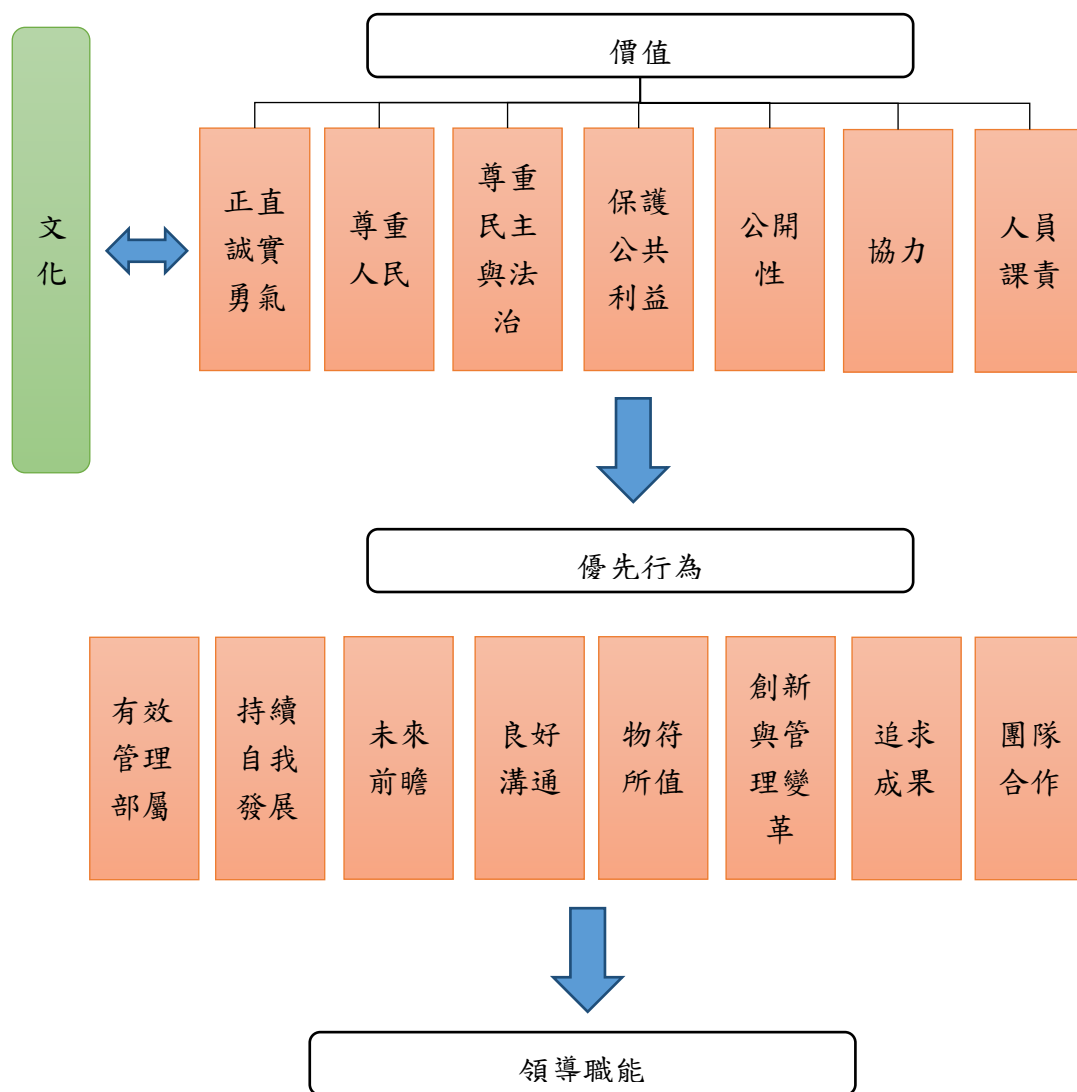 價值
文
化
正直
誠實
勇氣
尊重
人民
尊重
民主
與法
治
保護
公共
利益
公開
性
協力
人員
課責
優先行為
有效
管理
部屬
持續
自我
發展
未來
前瞻
良好
溝通
物符
所值
創新
與管
理變
革
追求
成果
團隊
合作
領導職能